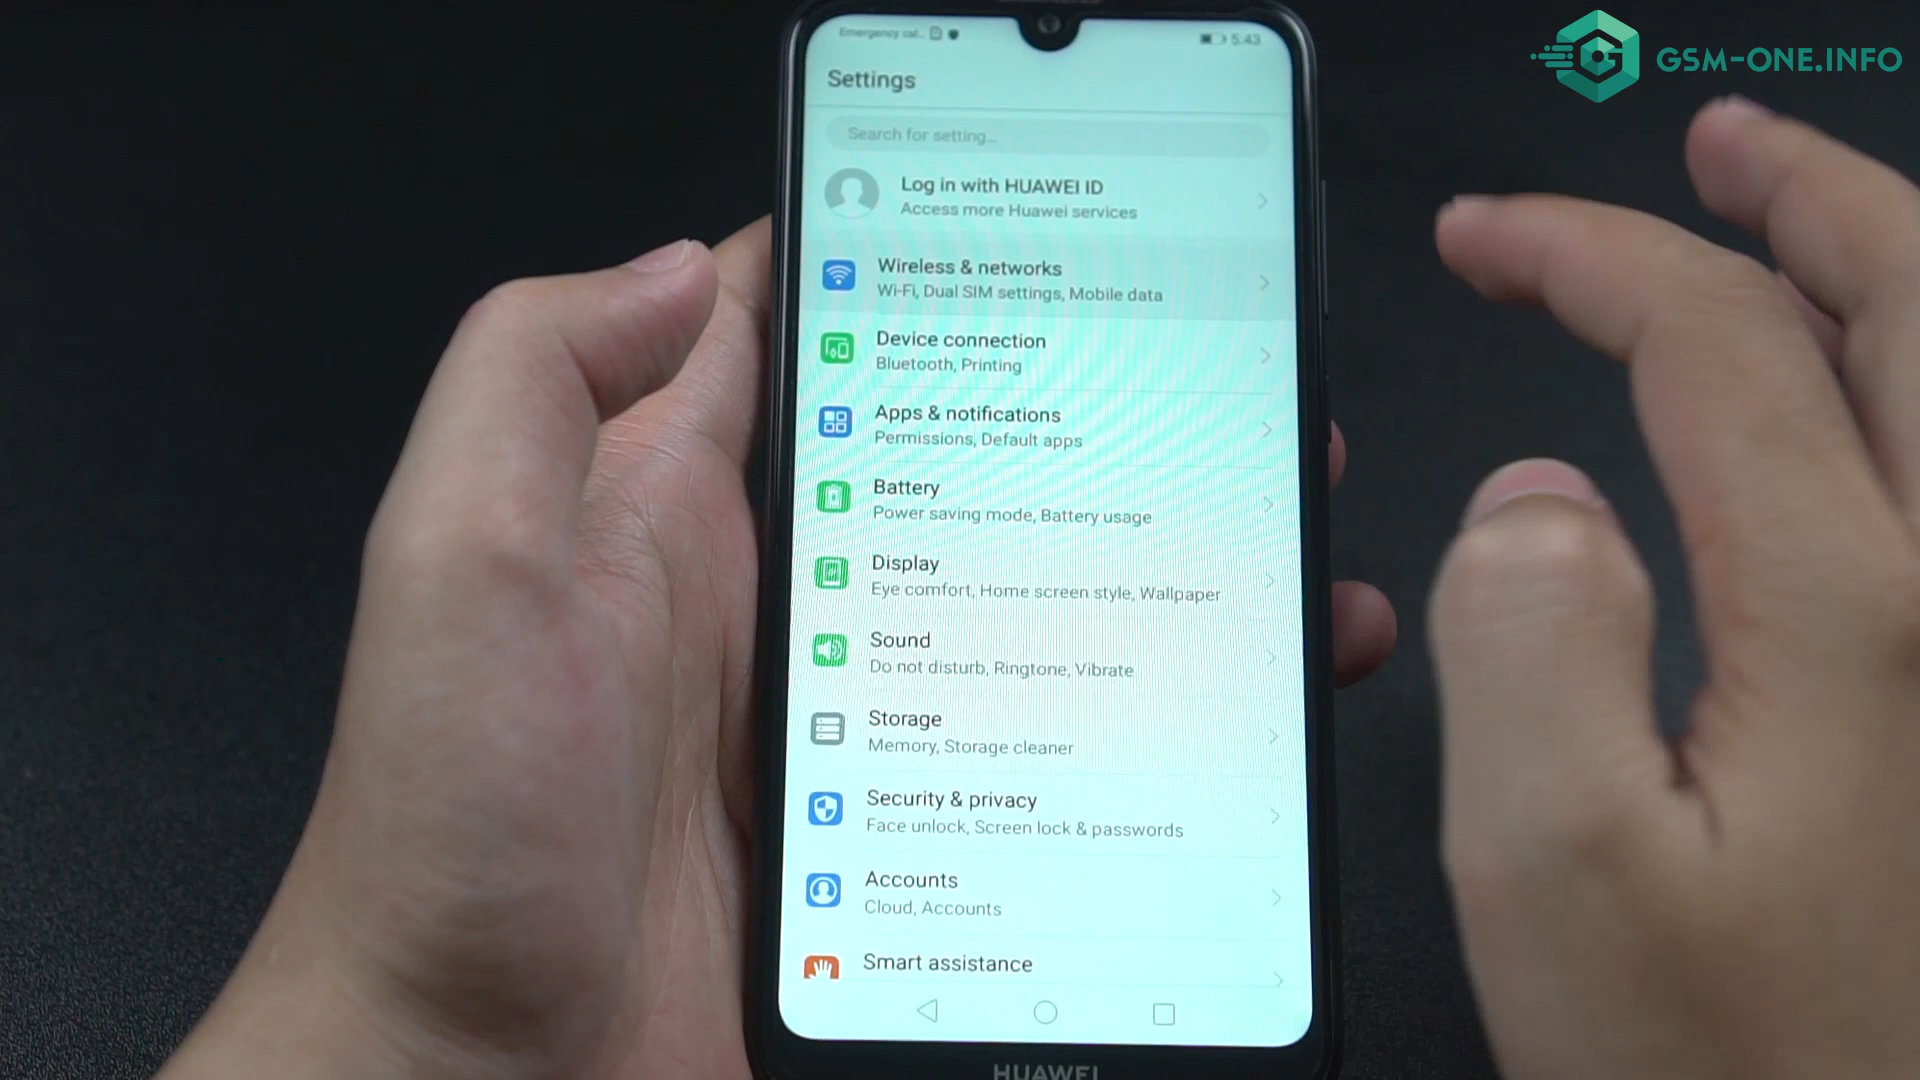 Emergency cal...
5:43
GSM-ONE.INFO
Settings
Search for setting...
Log in with HUAWEI ID
Access more Huawei services
Wireless & networks
Wi-Fi, Dual SIM settings, Mobile data
Device connection
Bluetooth, Printing
Apps & notifications
Permissions, Default apps
Battery
Power saving mode, Battery usage
Display
Eye comfort, Home screen style, Wallpaper
Sound
Do not disturb, Ringtone, Vibrate
Storage
Memory, Storage cleaner
Security & privacy
Face unlock, Screen lock & passwords
Accounts
Cloud, Accounts
Smart assistance
HUAWEI